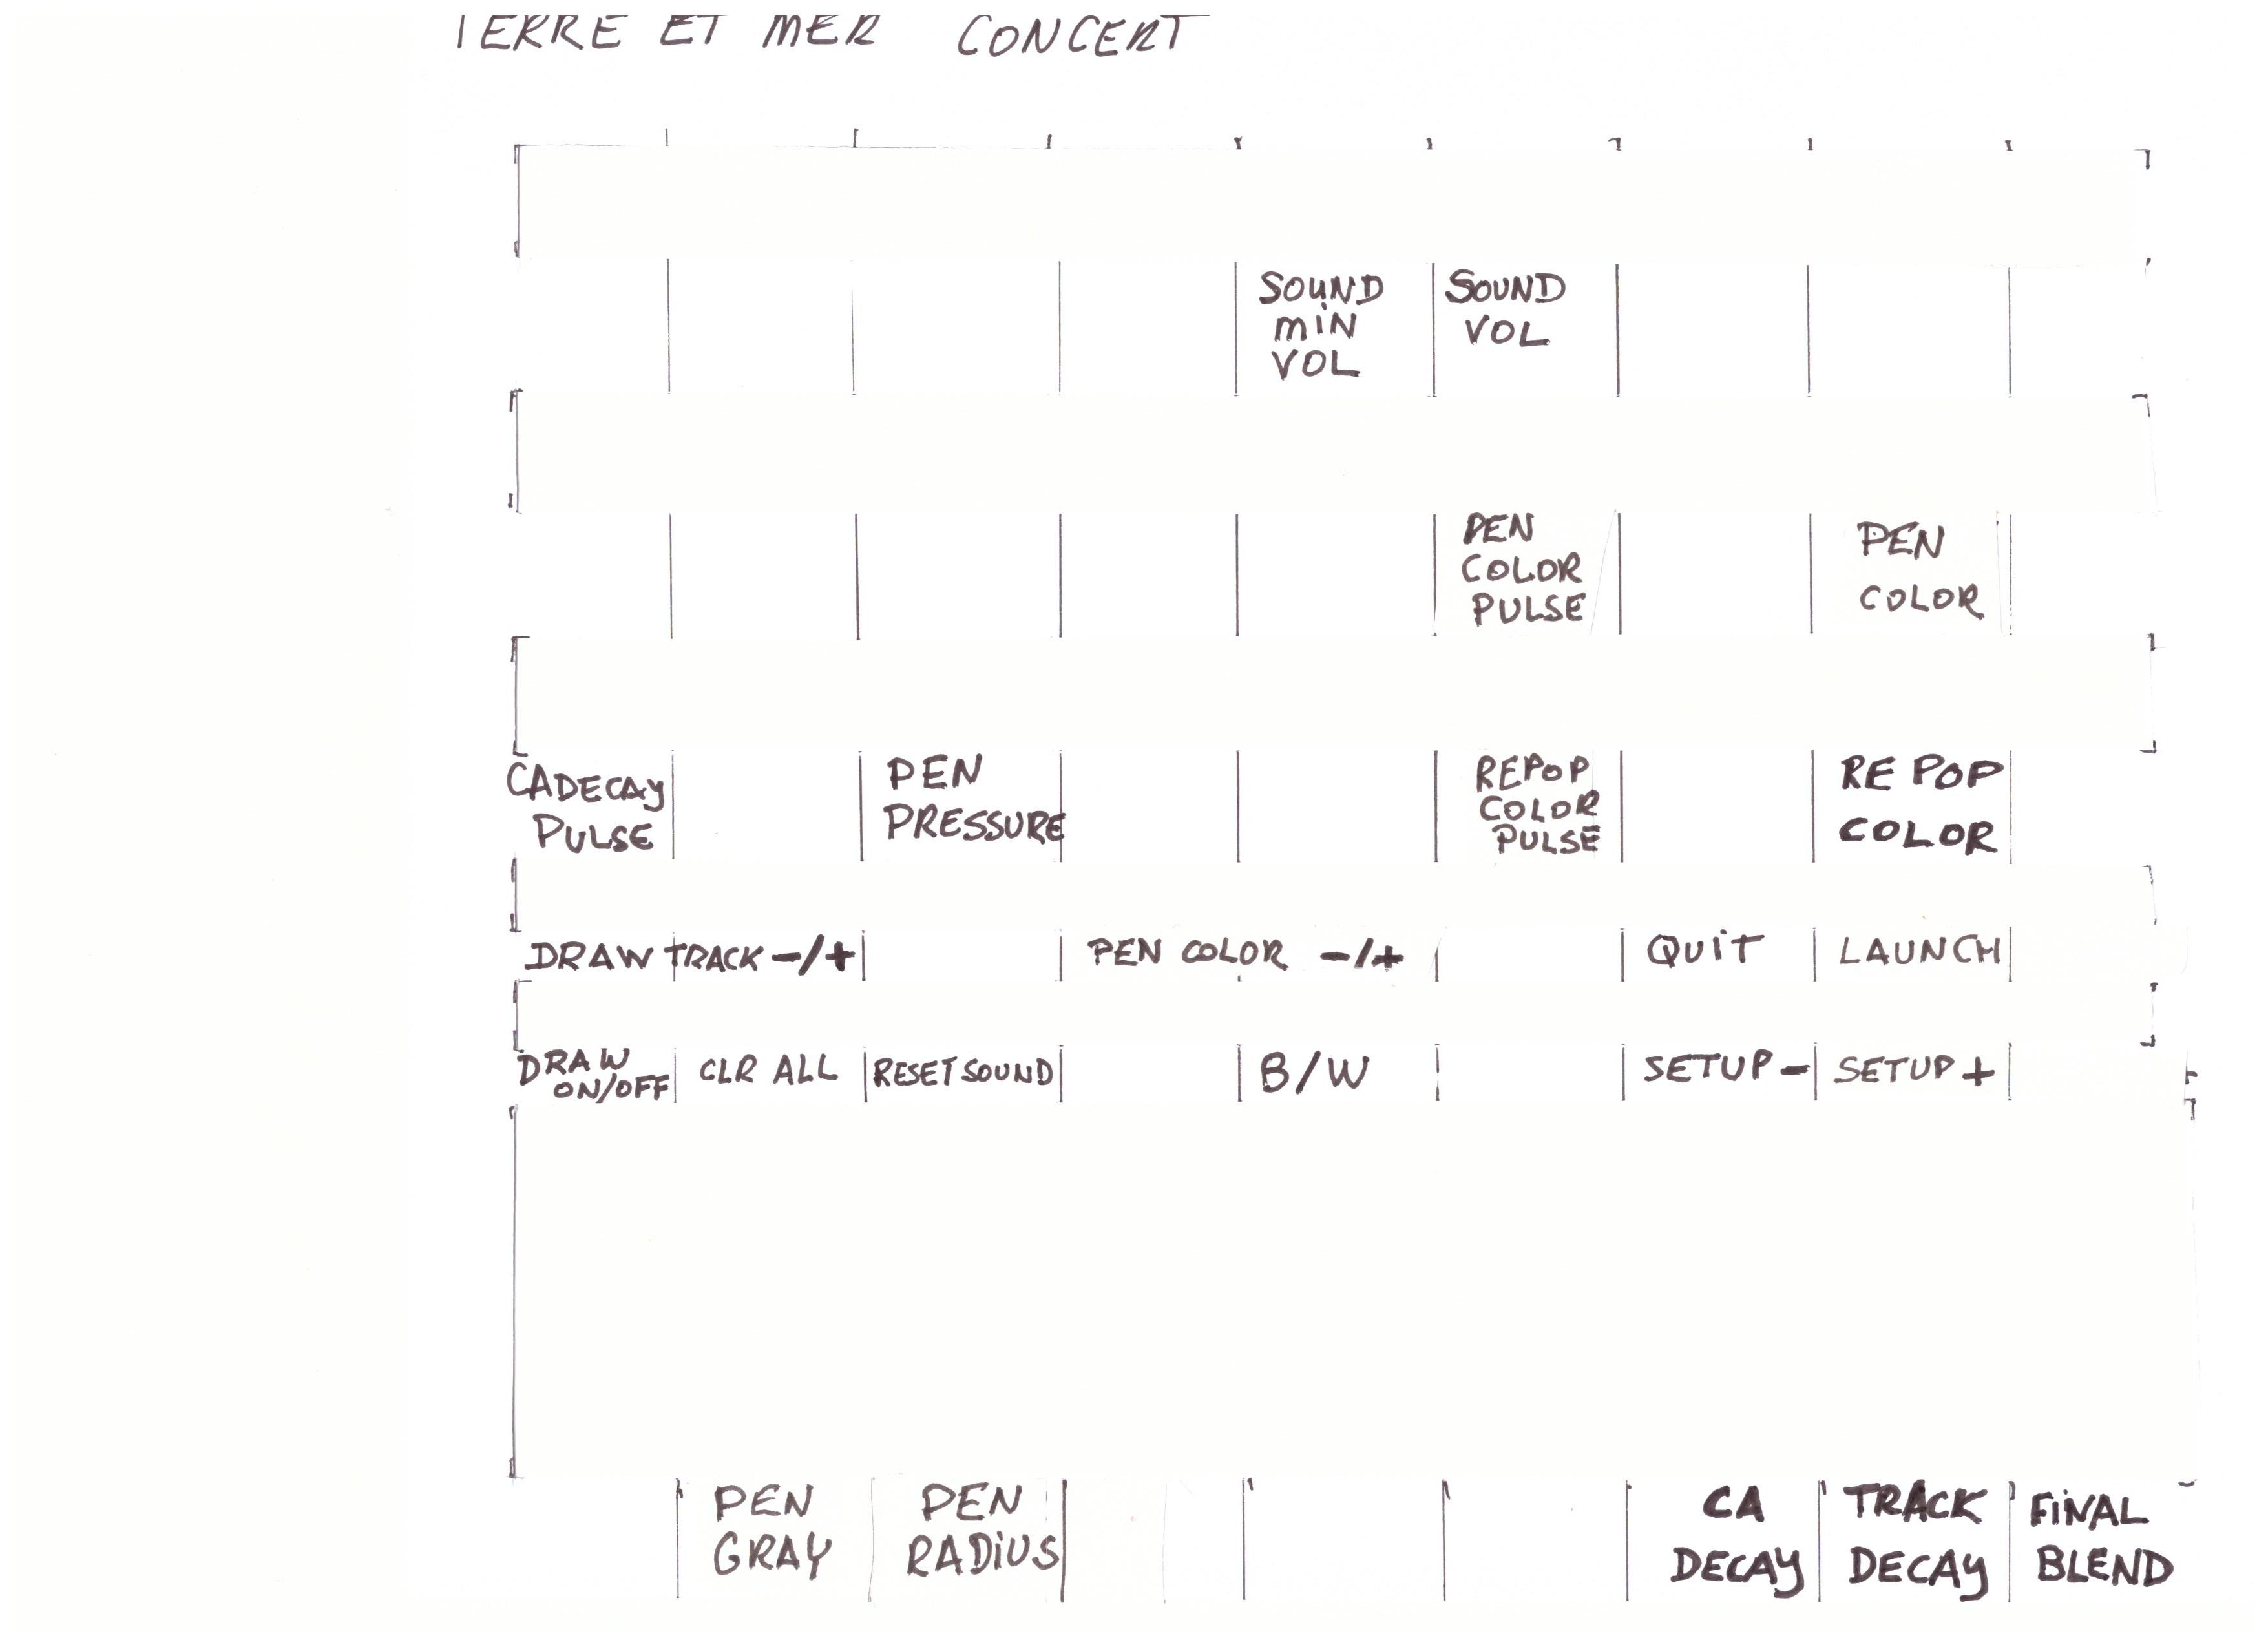 TERRE ET MER CONCERT
SOUND
MIN
VOL
SOUND
VOL
PEN
COLOR
PULSE
PEN
COLOR
CADECAY
PULSE
PEN
PRESSURE
REPOP
COLOR
PULSE
REPOP
COLOR
DRAW TRACK -/+
PEN COLOR -/+
QUIT
LAUNCH
DRAW
ON/OFF
CLR ALL
RESET SOUND
B/W
SETUP -
SETUP +
PEN
GRAY
PEN
RADIUS
CA
DECAY
TRACK
DECAY
FINAL
BLEND